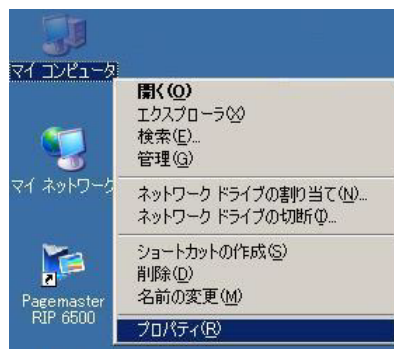 マイ コンピュータ
開く(O)
エクスプローラ(X)
検索(E)...
管理(G)
マイ ネットワーク
ネットワーク ドライブの割り当て(N)...
ネットワーク ドライブの切断(I)...
ショートカットの作成(S)
削除(D)
名前の変更(M)
Pagemaster
RIP 6500
プロパティ(R)